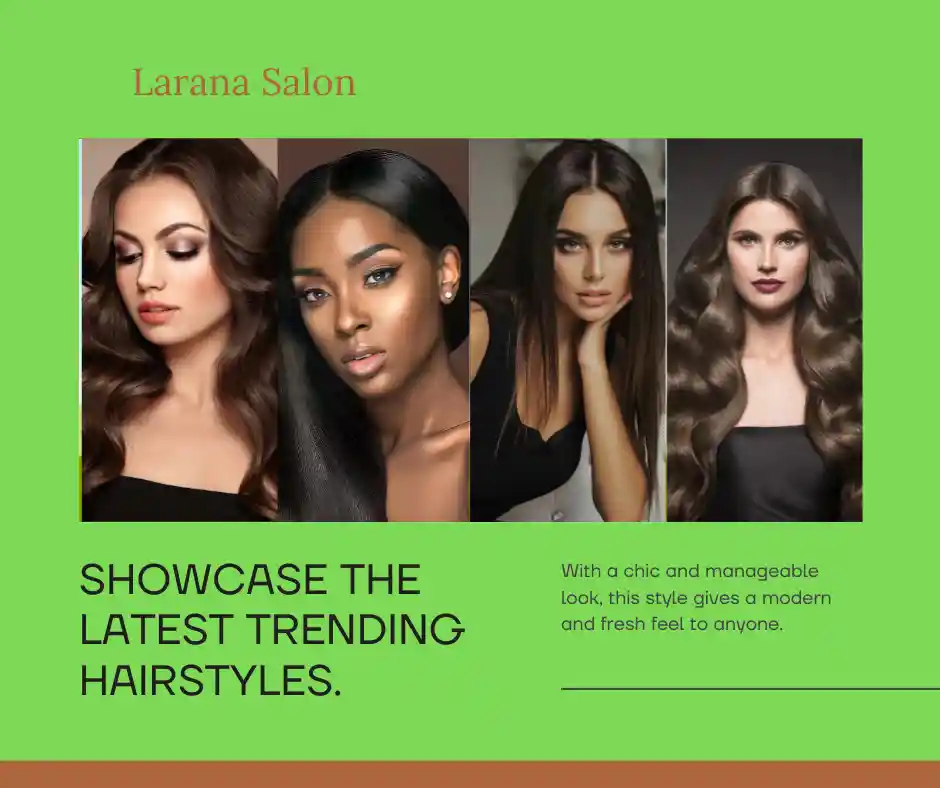 Larana Salon
SHOWCASE THE
LATEST TRENDING
HAIRSTYLES.
With a chic and manageable
look, this style gives a modern
and fresh feel to anyone.